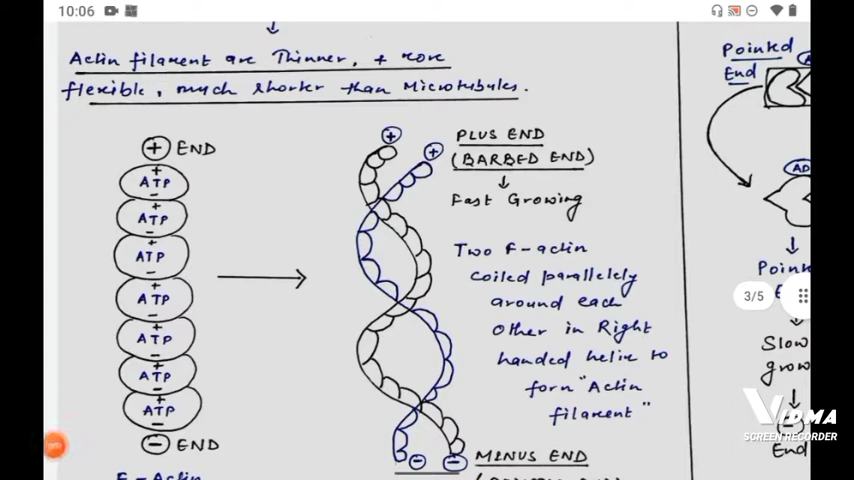 10:06
Actin filament are Thinner, + more
flexible, much shorter than Microtubules.
+ END
+
ATP
-
+
ATP
-
+
ATP
-
+
ATP
-
+
ATP
-
+
ATP
-
+
ATP
-
- END
F-Actin
+
+
PLUS END
(BARBED END)
Fast Growing
Two F-actin
coiled parallelely
around each
other in Right
handed helix to
form "Actin
filament"
-
-
MINUS END
Pointed
End
AD
3/5
Slow
-
End
VIDMA
SCREEN RECORDER